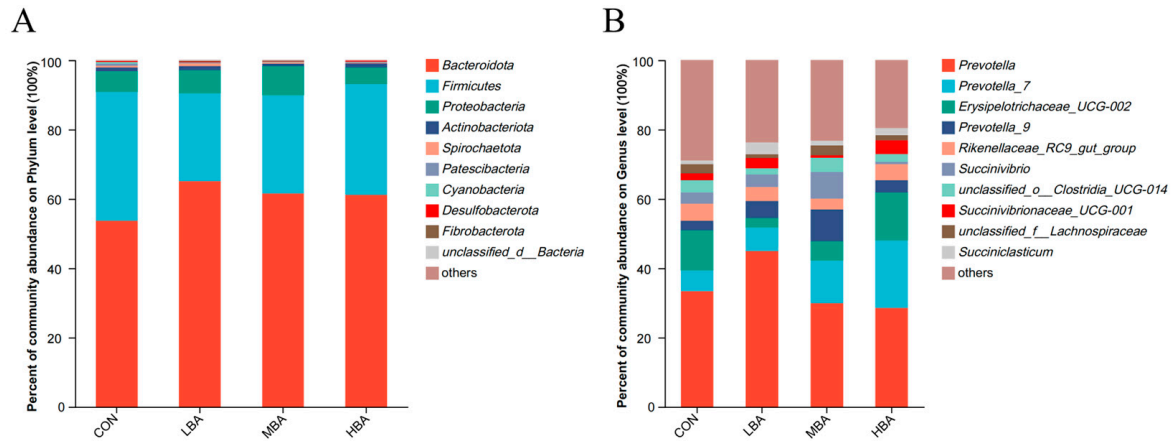 A
Percent of community abundance on Phylum level (100%)
100
80
60
40
20
0
CON
LBA
MBA
HBA
Bacteroidota
Firmicutes
Proteobacteria
Actinobacteriota
Spirochaetota
Patescibacteria
Cyanobacteria
Desulfobacterota
Fibrobacterota
unclassified_d__Bacteria
others
B
Percent of community abundance on Genus level (100%)
100
80
60
40
20
0
CON
LBA
MBA
HBA
Prevotella
Prevotella_7
Erysipelotrichaceae_UCG-002
Prevotella_9
Rikenellaceae_RC9_gut_group
Succinivibrio
unclassified_o__Clostridia_UCG-014
Succinivibrionaceae_UCG-001
unclassified_f__Lachnospiraceae
Succiniclasticum
others